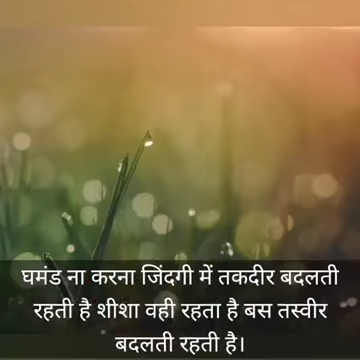 घमंड ना करना जिंदगी में तकदीर बदलती
रहती है शीशा वही रहता है बस तस्वीर
बदलती रहती है।